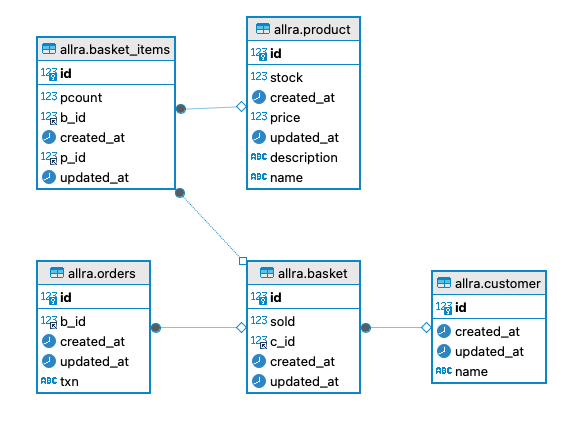 allra.basket_items
123 id
123 pcount
123 b_id
created_at
123 p_id
updated_at
allra.product
123 id
123 stock
created_at
123 price
updated_at
ABC description
ABC name
allra.orders
123 id
123 b_id
created_at
updated_at
ABC txn
allra.basket
123 id
123 sold
123 c_id
created_at
updated_at
allra.customer
123 id
created_at
updated_at
ABC name